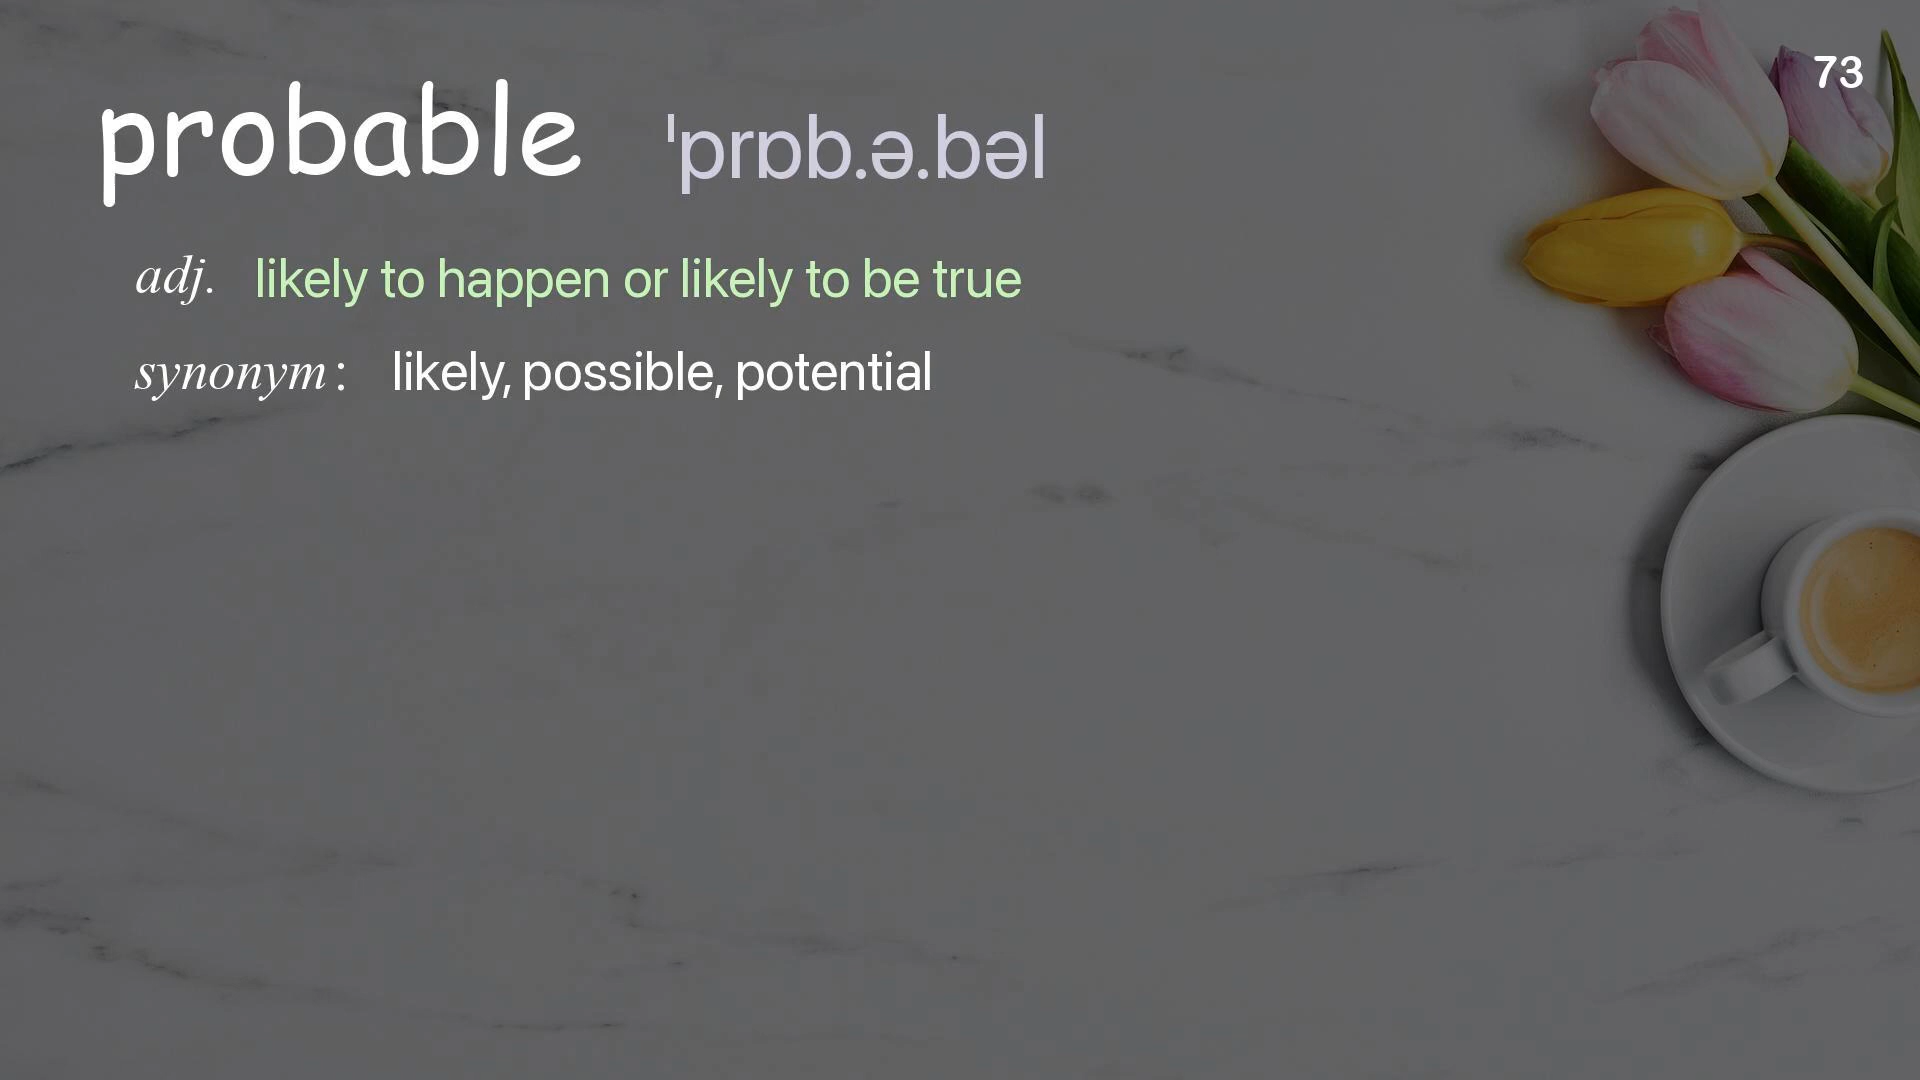 73
probable ˈprɒb.ə.bəl
adj. likely to happen or likely to be true
synonym: likely, possible, potential